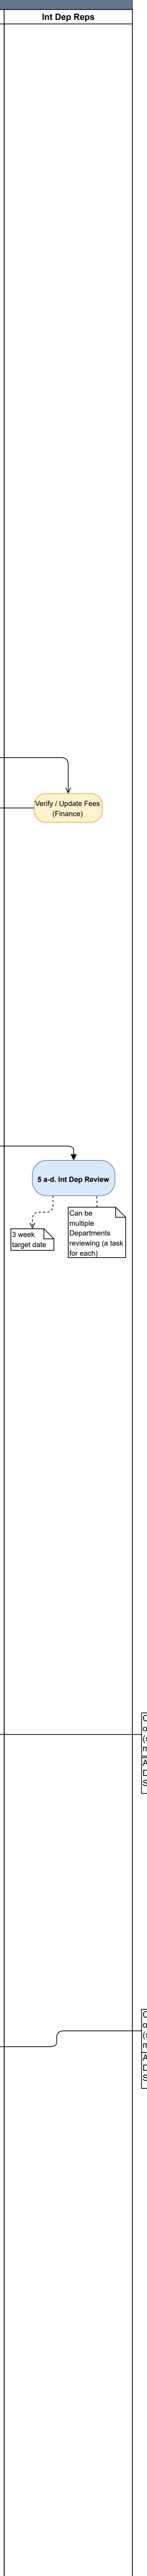 Int Dep Reps
Verify / Update Fees
(Finance)
5 a-d. Int Dep Review
3 week
target date
Can be
multiple
Departments
reviewing (a task
for each)